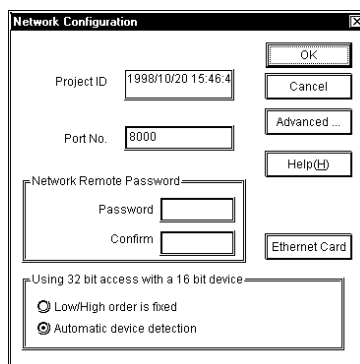 Network Configuration
OK
Project ID 1998/10/20 15:46:4
Cancel
Advanced ...
Port No. 8000
Help(H)
Network Remote Password
Password
Confirm
Ethernet Card
Using 32 bit access with a 16 bit device
Low/High order is fixed
Automatic device detection